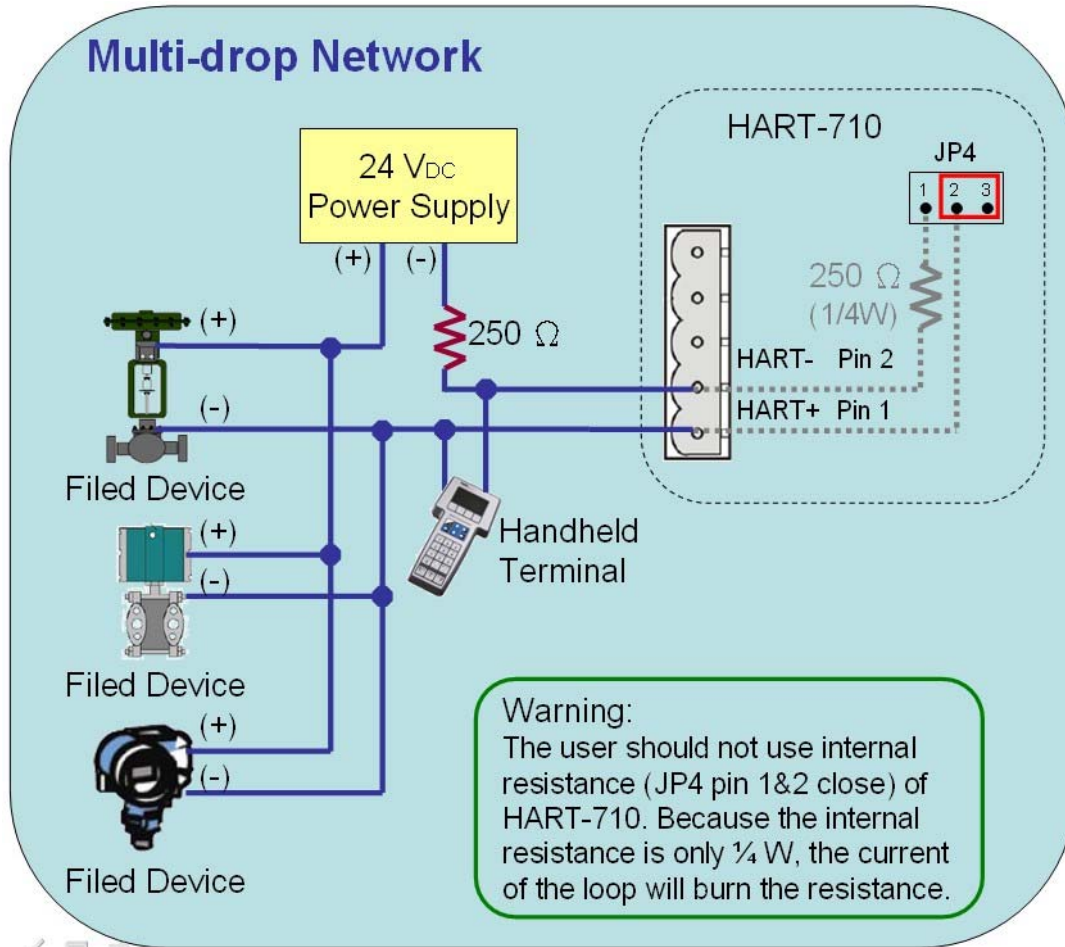 Multi-drop Network
HART-710
JP4
1 2 3
24 VDC
Power Supply
(+) (-)
250 Ω
(1/4W)
250 Ω
HART- Pin 2
HART+ Pin 1
(+)
(-)
Filed Device
(+)
(-)
Filed Device
(+)
(-)
Filed Device
Handheld
Terminal
Warning:
The user should not use internal
resistance (JP4 pin 1&2 close) of
HART-710. Because the internal
resistance is only ¼ W, the current
of the loop will burn the resistance.